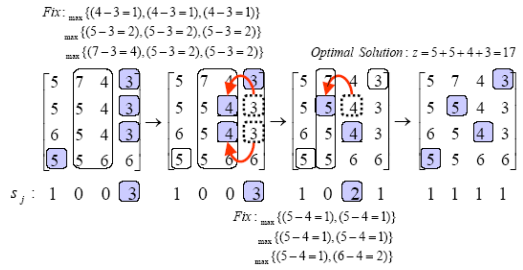 Fix: max {(4−3=1),(4−3=1),(4−3=1)}
max {(5−3=2),(5−3=2),(5−3=2)}
max {(7−3=4),(5−3=2),(5−3=2)}
Optimal Solution: z=5+5+4+3=17
5 7 4 3 5 7 4 3 5 7 4 3 5 7 4 3
5 5 4 3 5 5 4 3 5 5 4 3 5 5 4 3
6 5 4 3 → 6 5 4 3 → 6 5 4 3 → 6 5 4 3
5 5 6 6 5 5 6 6 5 5 6 6 5 5 6 6
s j : 1 0 0 3 1 0 0 3 1 0 2 1 1 1 1 1
Fix: max {(5−4=1),(5−4=1)}
max {(5−4=1),(5−4=1)}
max {(5−4=1),(6−4=2)}